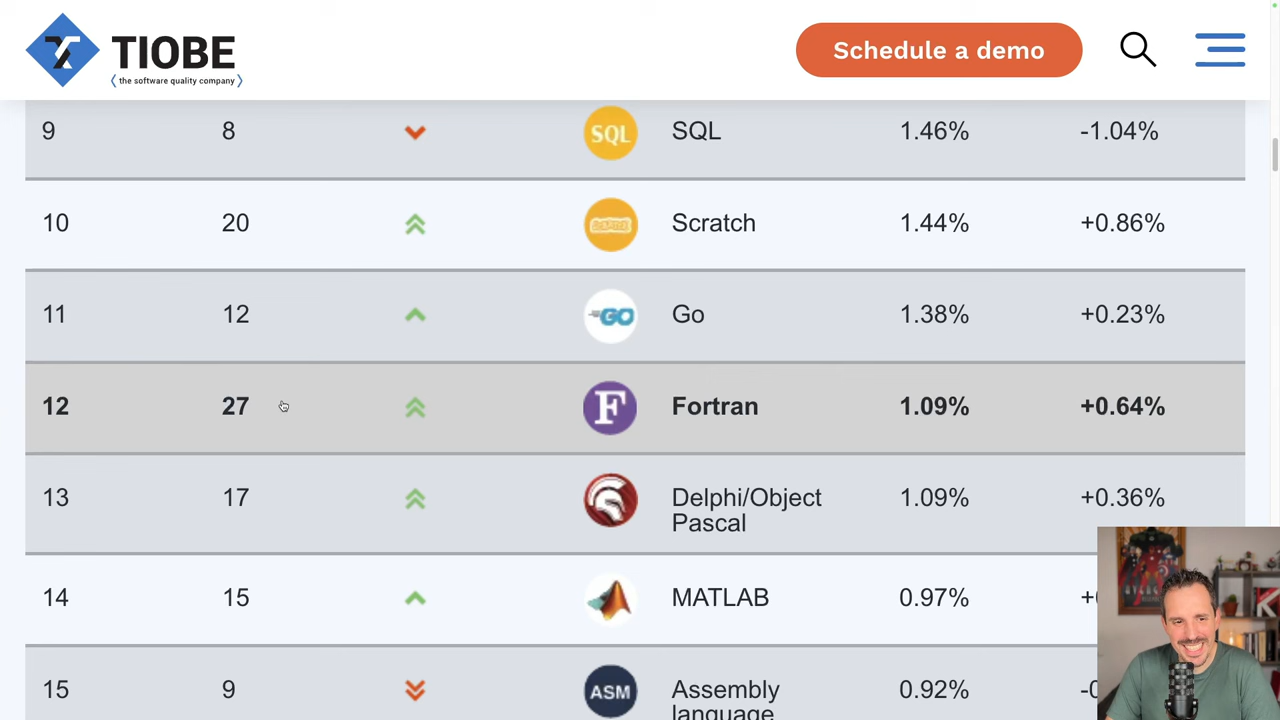 TIOBE
⟨ the software quality company ⟩
Schedule a demo
9 8 SQL SQL 1.46% -1.04%
10 20 SCRATCH Scratch 1.44% +0.86%
11 12 GO Go 1.38% +0.23%
12 27 F Fortran 1.09% +0.64%
13 17 Delphi/Object 1.09% +0.36%
Pascal
14 15 MATLAB 0.97% +
15 9 ASM Assembly 0.92% -0
language